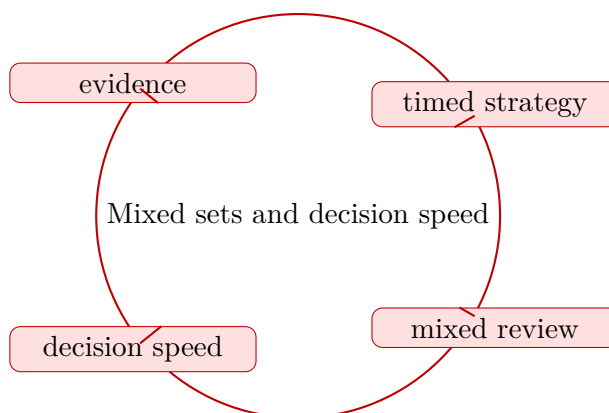 evidence
timed strategy
Mixed sets and decision speed
decision speed
mixed review